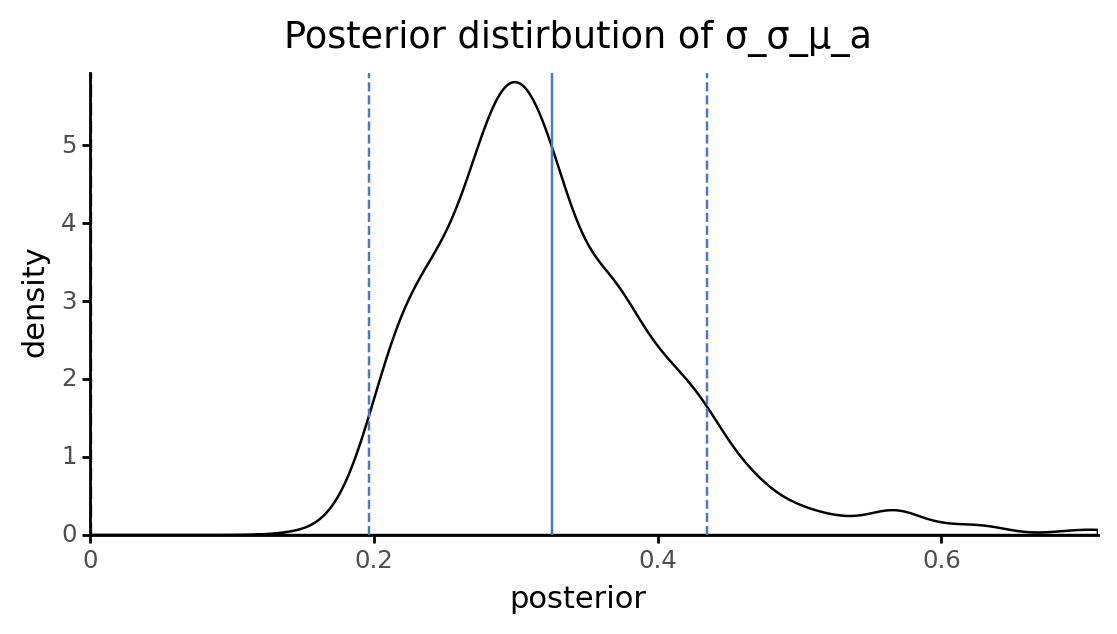 Posterior distirbution of σ_σ_μ_a
density
5
4
3
2
1
0
0 0.2 0.4 0.6
posterior